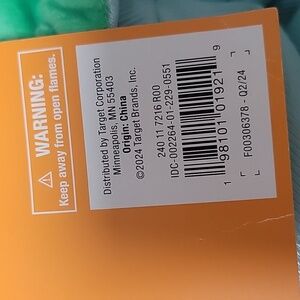 ⚠ WARNING:
Keep away from open flames.
Distributed by Target Corporation
Minneapolis, MN 55403
Origin: China
©2024 Target Brands, Inc.
240 11 7216 R00
IDC-002264-01-229-0551
1 98101 01921 9
F00306378 - 02/24